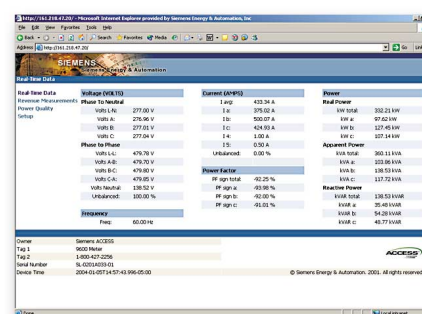 http://161.218.47.20/ - Microsoft Internet Explorer provided by Siemens Energy & Automation, Inc
File Edit View Favorites Tools Help
Back Search Favorites Media
Address http://161.218.47.20/ Go
SIEMENS
Siemens Energy & Automation
Real-Time Data
Real-Time Data
Revenue Measurements
Power Quality
Setup
Voltage (VOLTS)
Phase To Neutral
Volts L-N: 277.00 V
Volts A: 276.96 V
Volts B: 277.01 V
Volts C: 277.04 V
Phase to Phase
Volts L-L: 479.78 V
Volts A-B: 479.70 V
Volts B-C: 479.80 V
Volts C-A: 479.85 V
Volts Neutral: 138.52 V
Unbalanced: 100.00 %
Frequency
Freq: 60.00 Hz
Current (AMPS)
I avg: 433.34 A
I a: 375.02 A
I b: 500.07 A
I c: 424.93 A
I 4: 1.00 A
I 5: 0.50 A
Unbalanced: 0.00 %
Power Factor
PF sign total: -92.25 %
PF sign a: -93.98 %
PF sign b: -92.00 %
PF sign c: -91.01 %
Power
Real Power
kW total: 332.21 kW
kW a: 97.62 kW
kW b: 127.45 kW
kW c: 107.14 kW
Apparent Power
kVA total: 360.11 kVA
kVA a: 103.86 kVA
kVA b: 138.53 kVA
kVA c: 117.72 kVA
Reactive Power
kVAR total: 138.53 kVAR
kVAR a: 35.48 kVAR
kVAR b: 54.28 kVAR
kVAR c: 48.77 kVAR
Owner Siemens ACCESS
Tag 1 9600 Meter
Tag 2 1-800-427-2256
Serial Number SL-0201A033-01
Device Time 2004-01-05T14:57:43.996-05:00
ACCESS
© Siemens Energy & Automation. 2001. All rights reserved
Done Local intranet